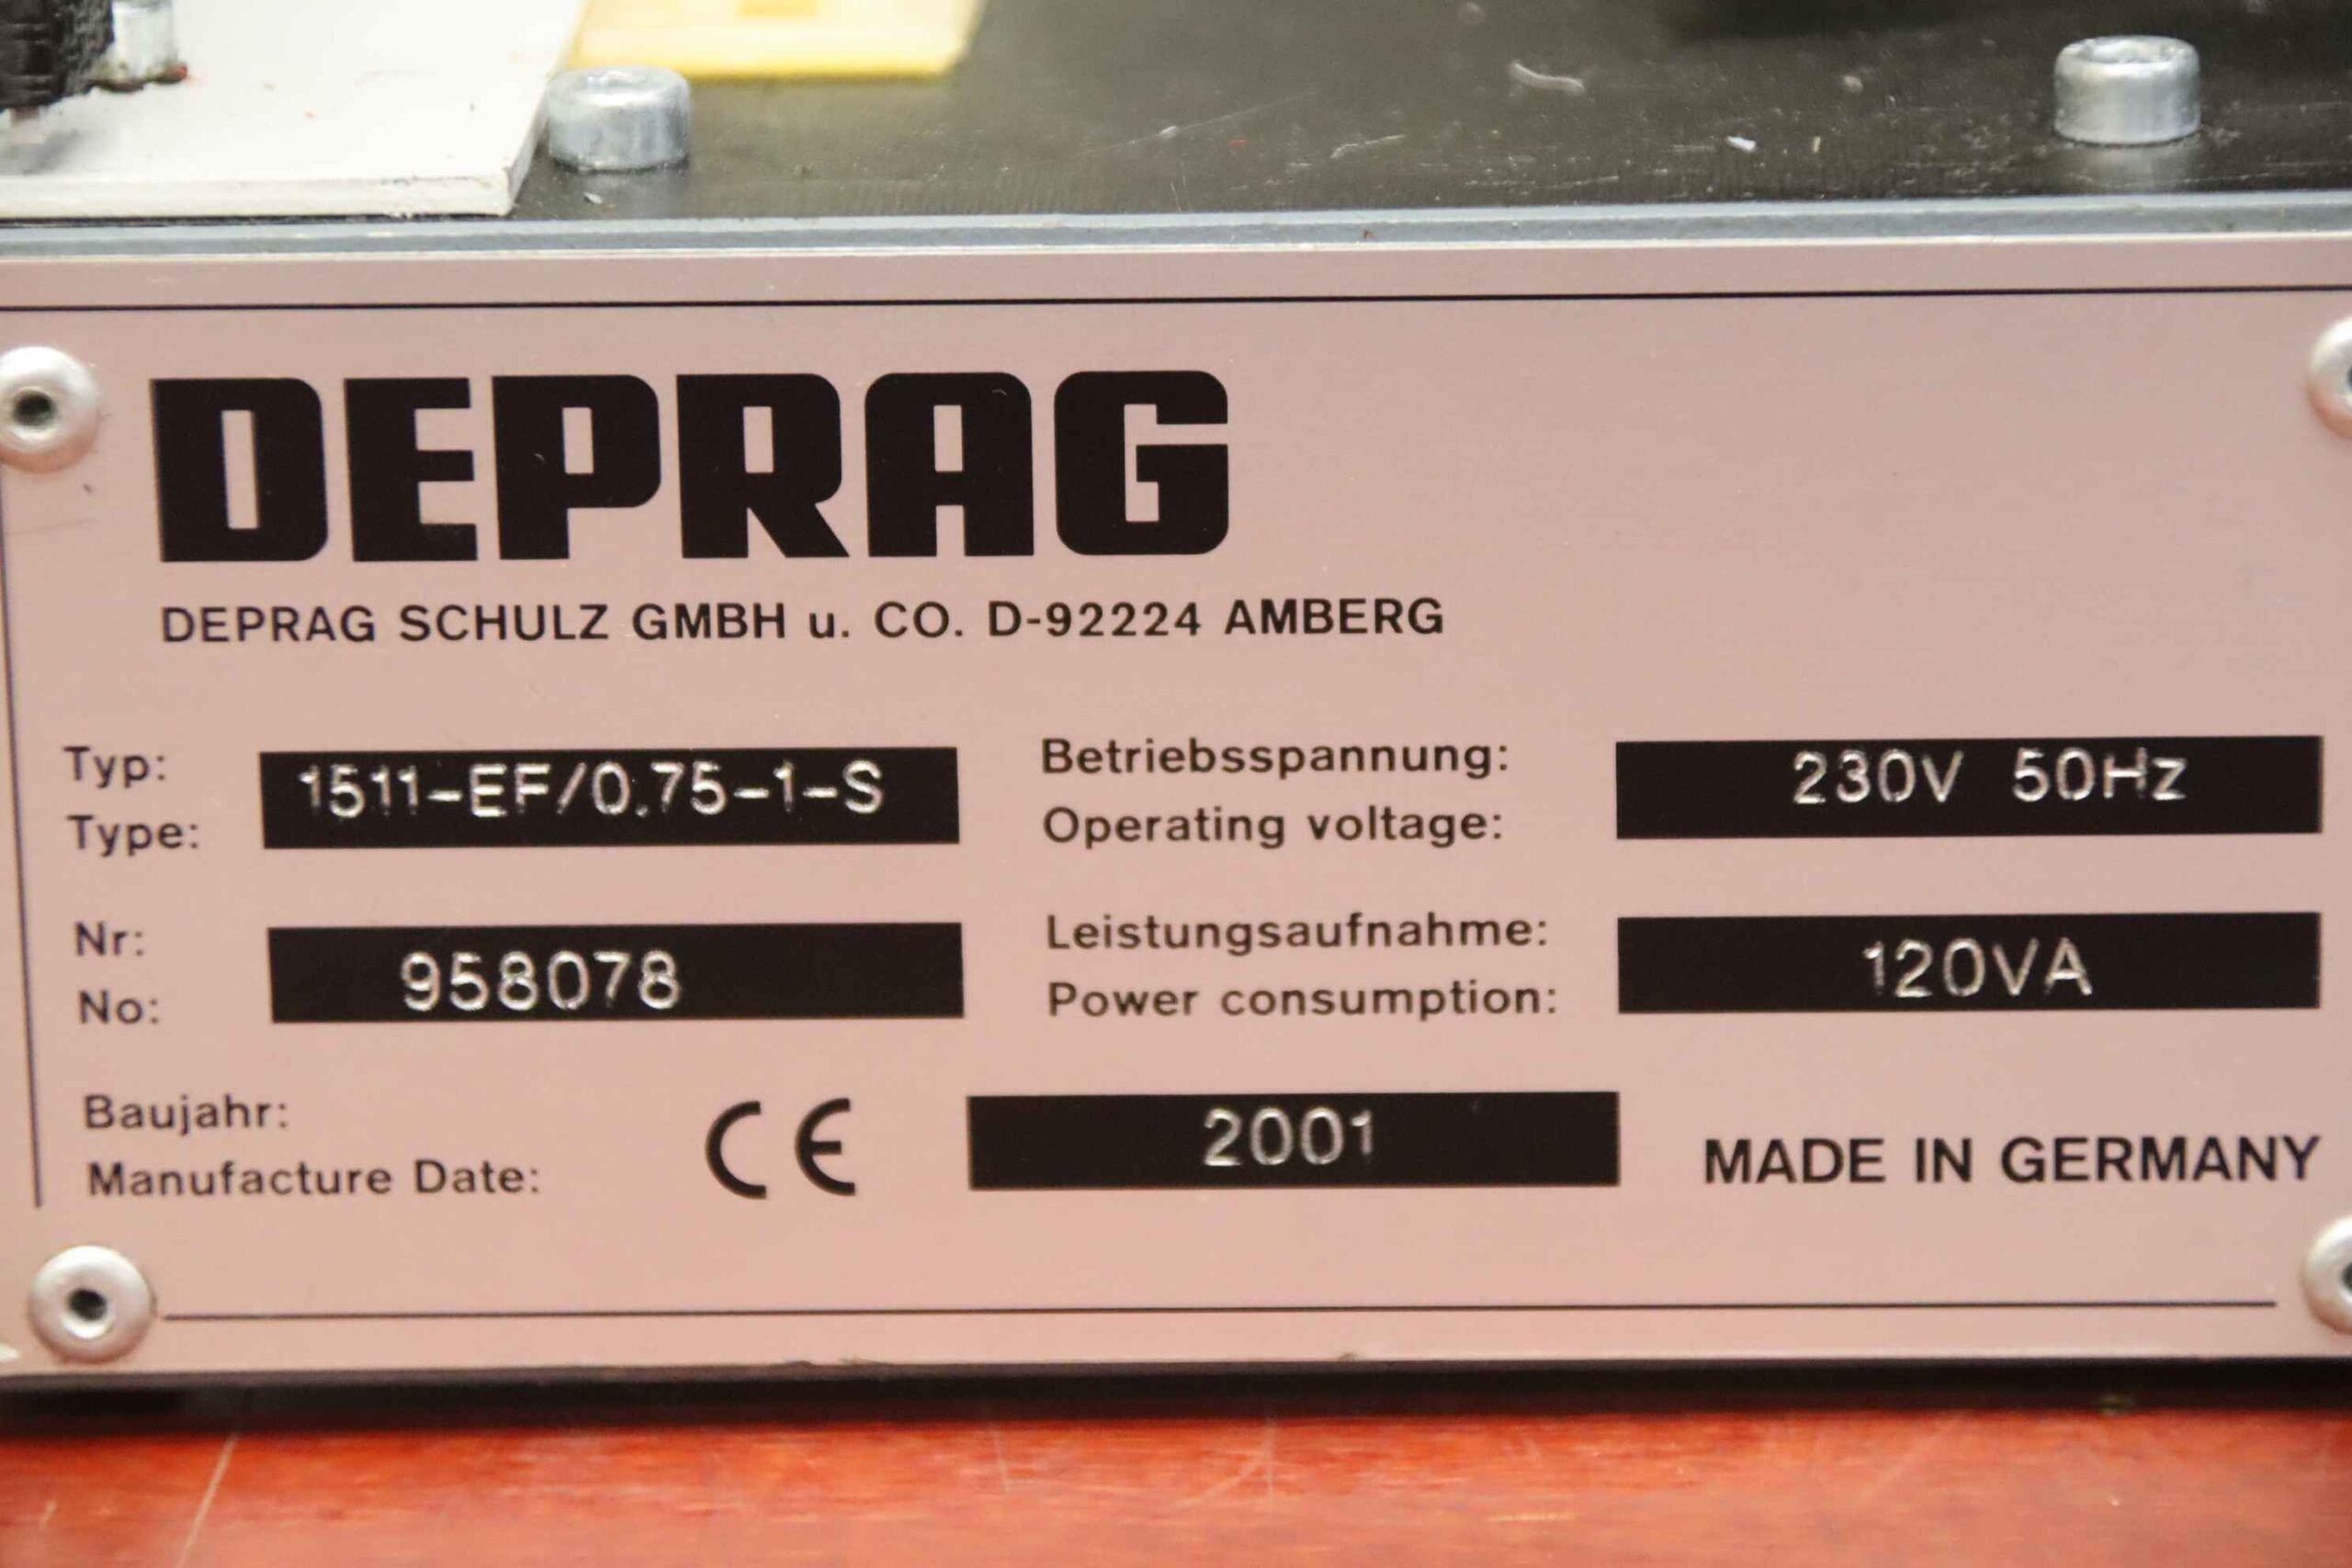 DEPRAG
DEPRAG SCHULZ GMBH u. CO. D-92224 AMBERG
Typ:
Type:
1511-EF/0.75-1-S
Betriebsspannung:
Operating voltage:
230V 50Hz
Nr:
No:
958078
Leistungsaufnahme:
Power consumption:
120VA
Baujahr:
Manufacture Date:
CE
2001
MADE IN GERMANY